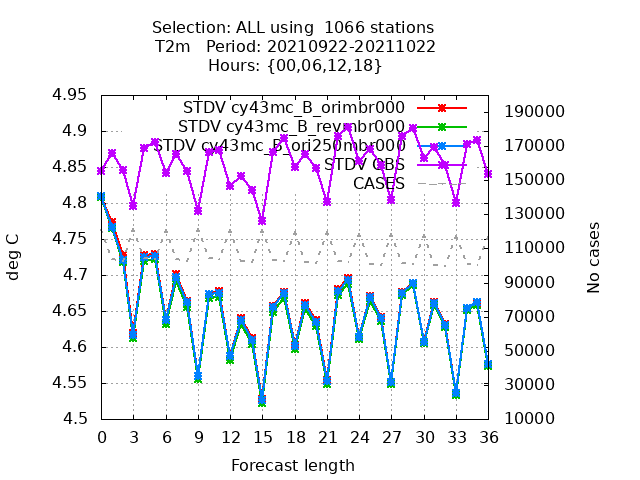 Selection: ALL using  1066 stations
T2m   Period: 20210922-20211022
Hours: {00,06,12,18}
STDV cy43mc_B_orimbr000
STDV cy43mc_B_revmbr000
STDV cy43mc_B_ori250mbr000
STDV OBS
CASES
4.95
4.9
4.85
4.8
4.75
4.7
4.65
4.6
4.55
4.5
deg C
190000
170000
150000
130000
110000
90000
70000
50000
30000
10000
No cases
0 3 6 9 12 15 18 21 24 27 30 33 36
Forecast length